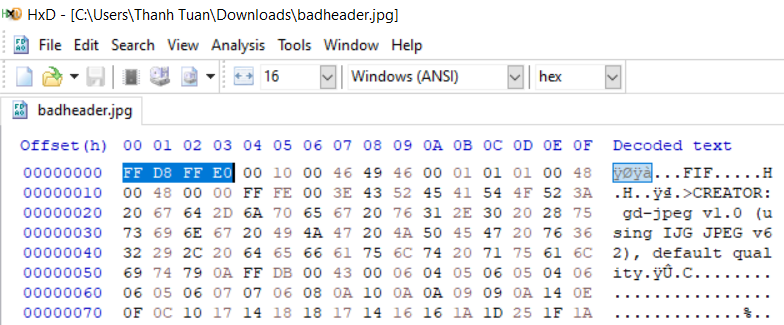 HxD - [C:\Users\Thanh Tuan\Downloads\badheader.jpg]
File Edit Search View Analysis Tools Window Help
16 Windows (ANSI) hex
badheader.jpg
Offset(h) 00 01 02 03 04 05 06 07 08 09 0A 0B 0C 0D 0E 0F Decoded text
00000000 FF D8 FF E0 00 10 00 46 49 46 00 01 01 01 00 48 ÿØÿà...FIF.....H
00000010 00 48 00 00 FF FE 00 3E 43 52 45 41 54 4F 52 3A .H..ÿþ.>CREATOR:
00000020 20 67 64 2D 6A 70 65 67 20 76 31 2E 30 20 28 75 gd-jpeg v1.0 (u
00000030 73 69 6E 67 20 49 4A 47 20 4A 50 45 47 20 76 36 sing IJG JPEG v6
00000040 32 29 2C 20 64 65 66 61 75 6C 74 20 71 75 61 6C 2), default qual
00000050 69 74 79 0A FF DB 00 43 00 06 04 05 06 05 04 06 ity.ÿÛ.C........
00000060 06 05 06 07 07 06 08 0A 10 0A 0A 09 09 0A 14 0E ................
00000070 0F 0C 10 17 14 18 18 17 14 16 16 1A 1D 25 1F 1A .............%..